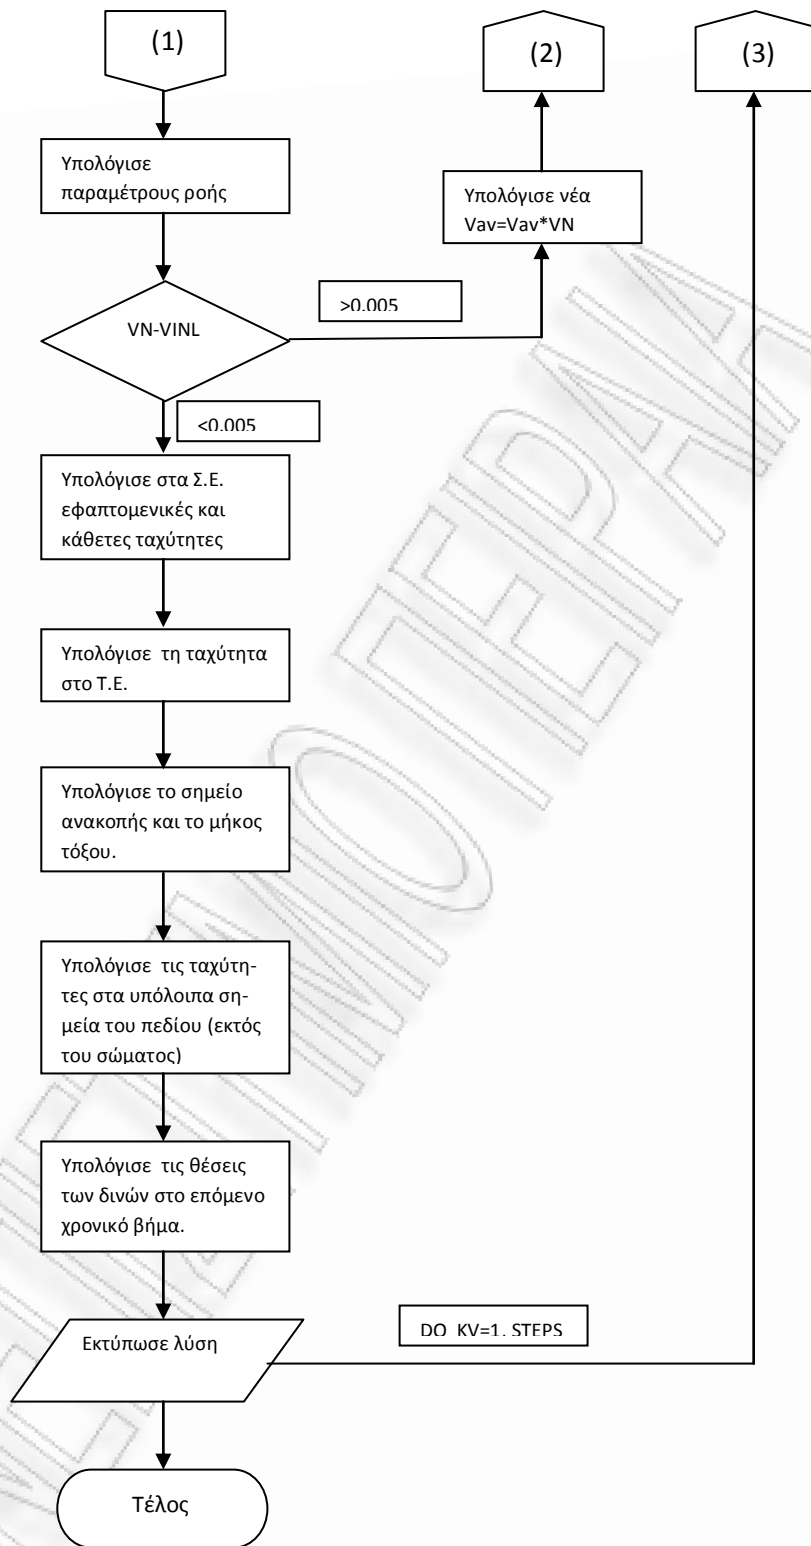 (1)
(2)
(3)
Υπολόγισε
παραμέτρους ροής
Υπολόγισε νέα
Vav=Vav*VN
>0.005
VN-VINL
<0.005
Υπολόγισε στα Σ.Ε.
εφαπτομενικές και
κάθετες ταχύτητες
Υπολόγισε τη ταχύτητα
στο Τ.Ε.
Υπολόγισε το σημείο
ανακοπής και το μήκος
τόξου.
Υπολόγισε τις ταχύτη-
τες στα υπόλοιπα ση-
μεία του πεδίου (εκτός
του σώματος)
Υπολόγισε τις θέσεις
των δινών στο επόμενο
χρονικό βήμα.
Εκτύπωσε λύση
DO KV=1, STEPS
Τέλος